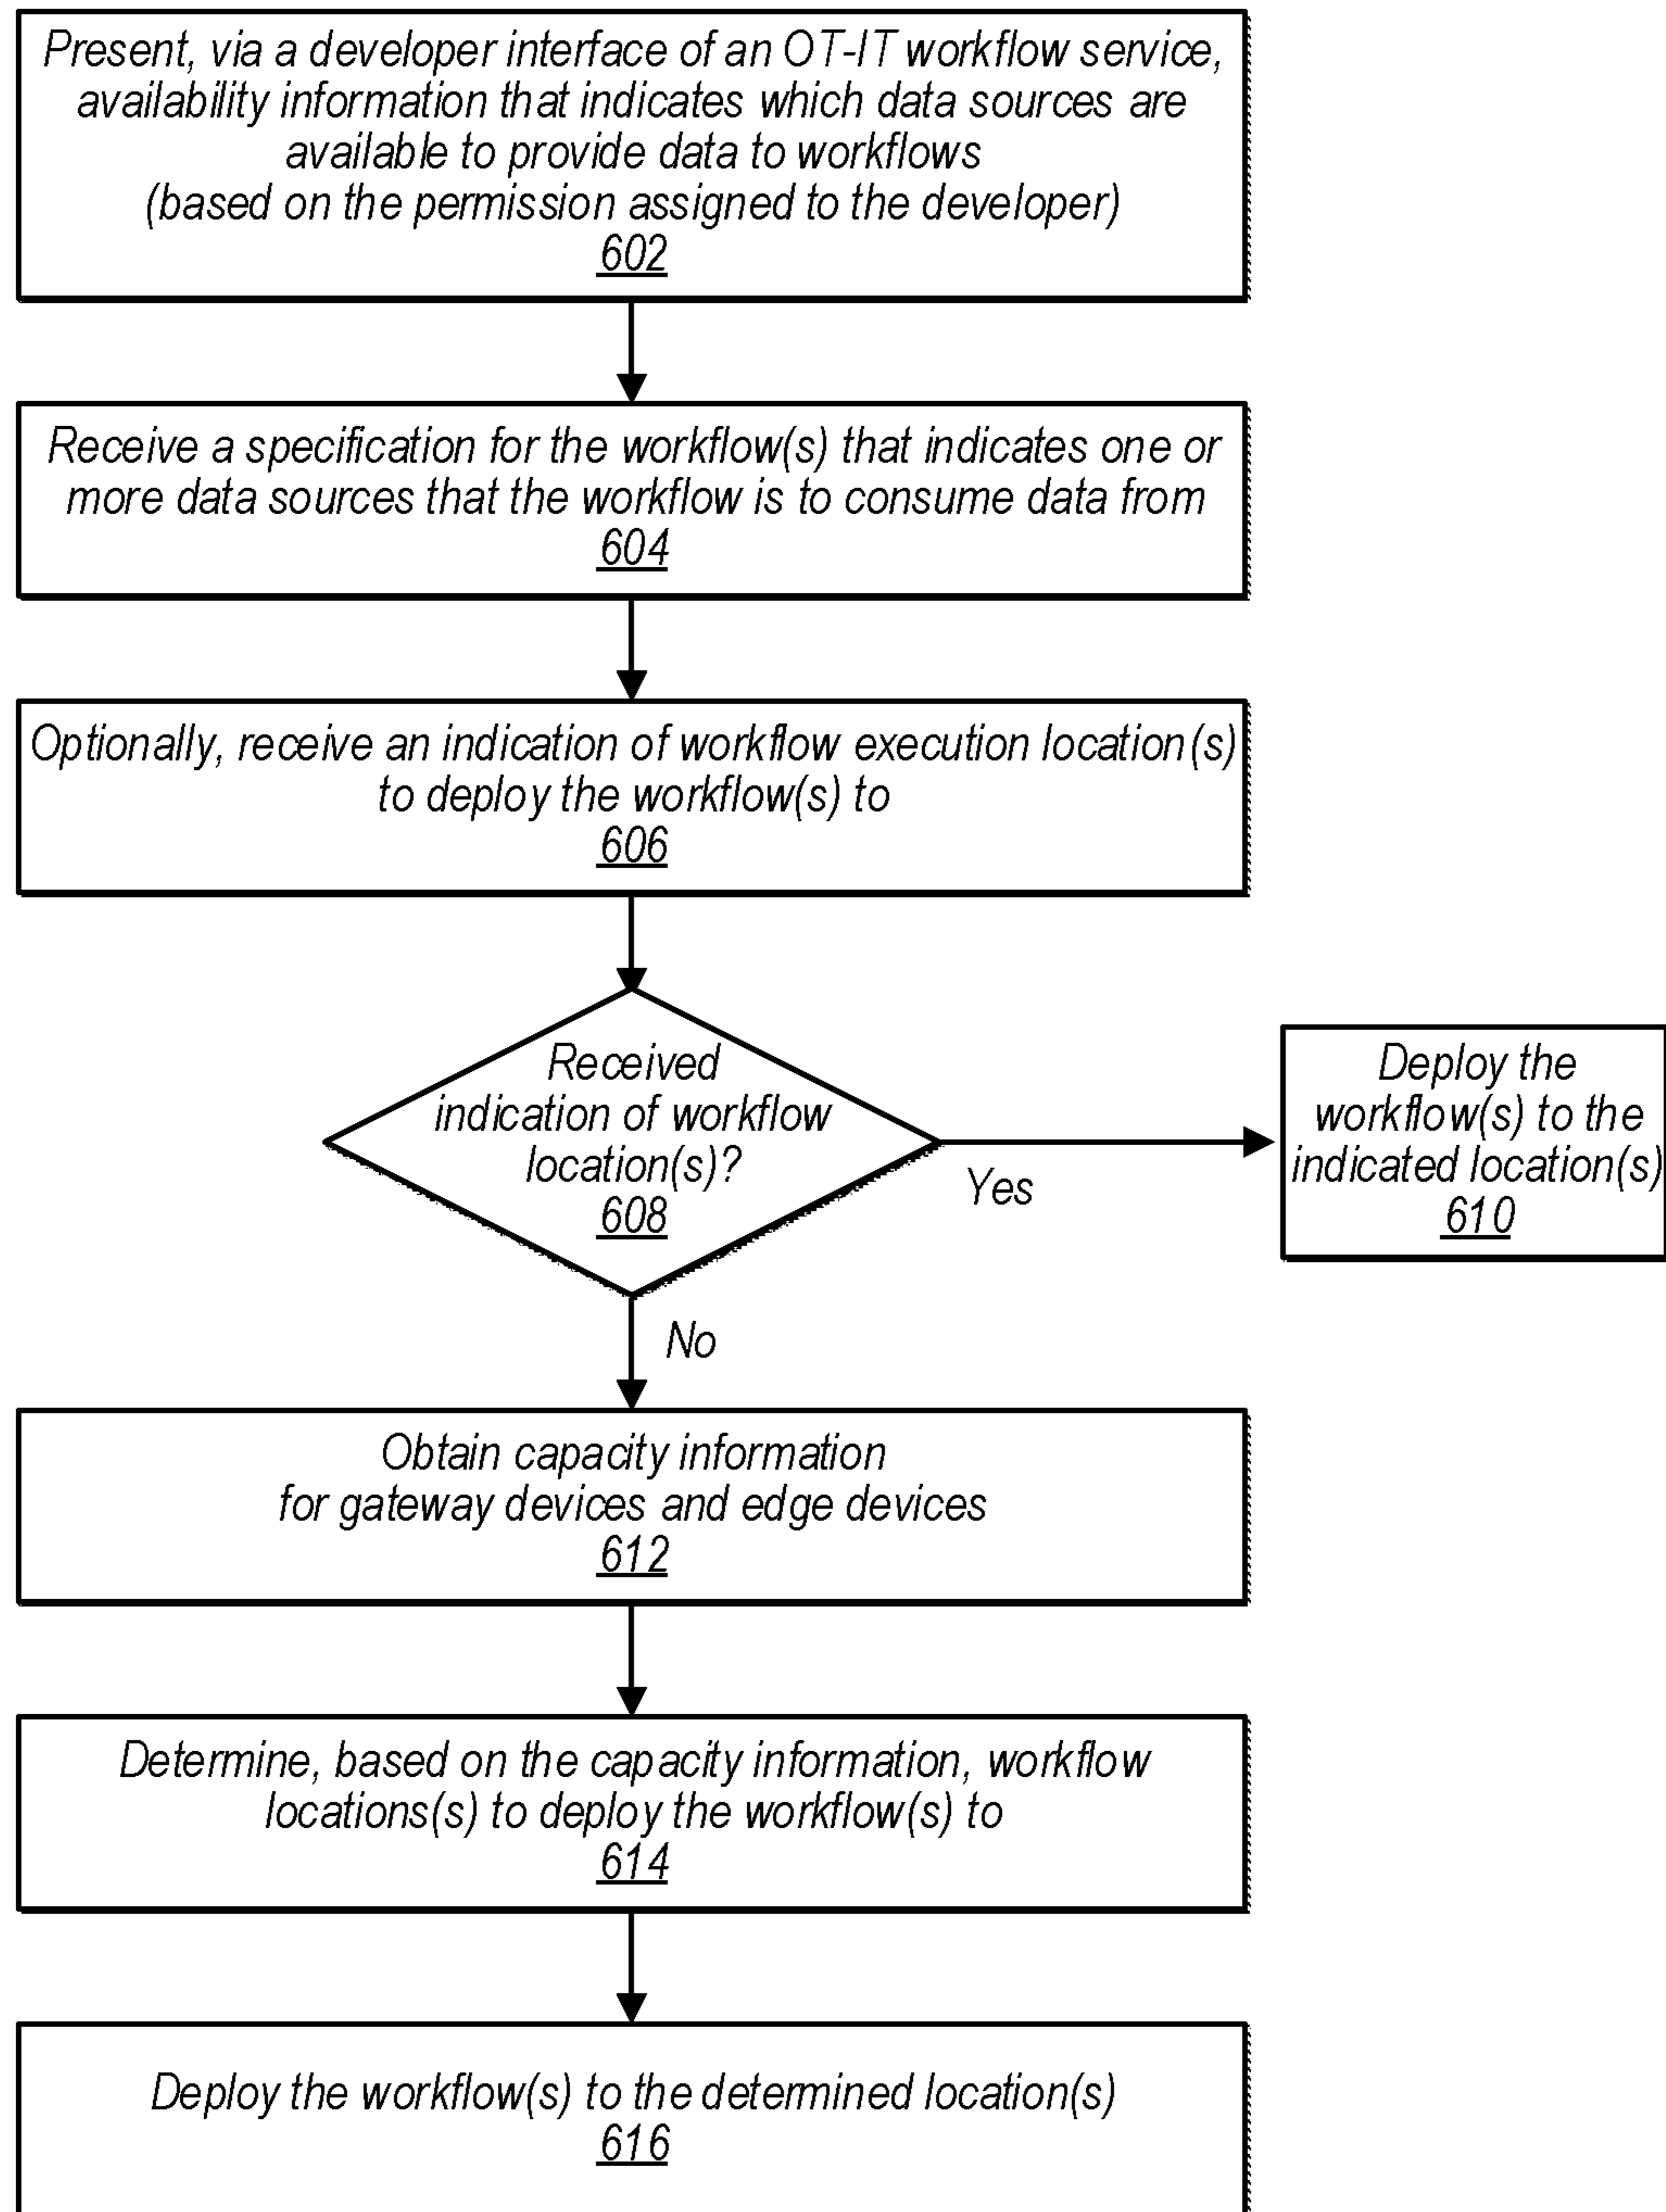 Present, via a developer interface of an OT-IT workflow service,
availability information that indicates which data sources are
available to provide data to workflows
(based on the permission assigned to the developer)
602
Receive a specification for the workflow(s) that indicates one or
more data sources that the workflow is to consume data from
604
Optionally, receive an indication of workflow execution location(s)
to deploy the workflow(s) to
606
Received
indication of workflow
location(s)?
608
Yes
Deploy the
workflow(s) to the
indicated location(s)
610
No
Obtain capacity information
for gateway devices and edge devices
612
Determine, based on the capacity information, workflow
locations(s) to deploy the workflow(s) to
614
Deploy the workflow(s) to the determined location(s)
616